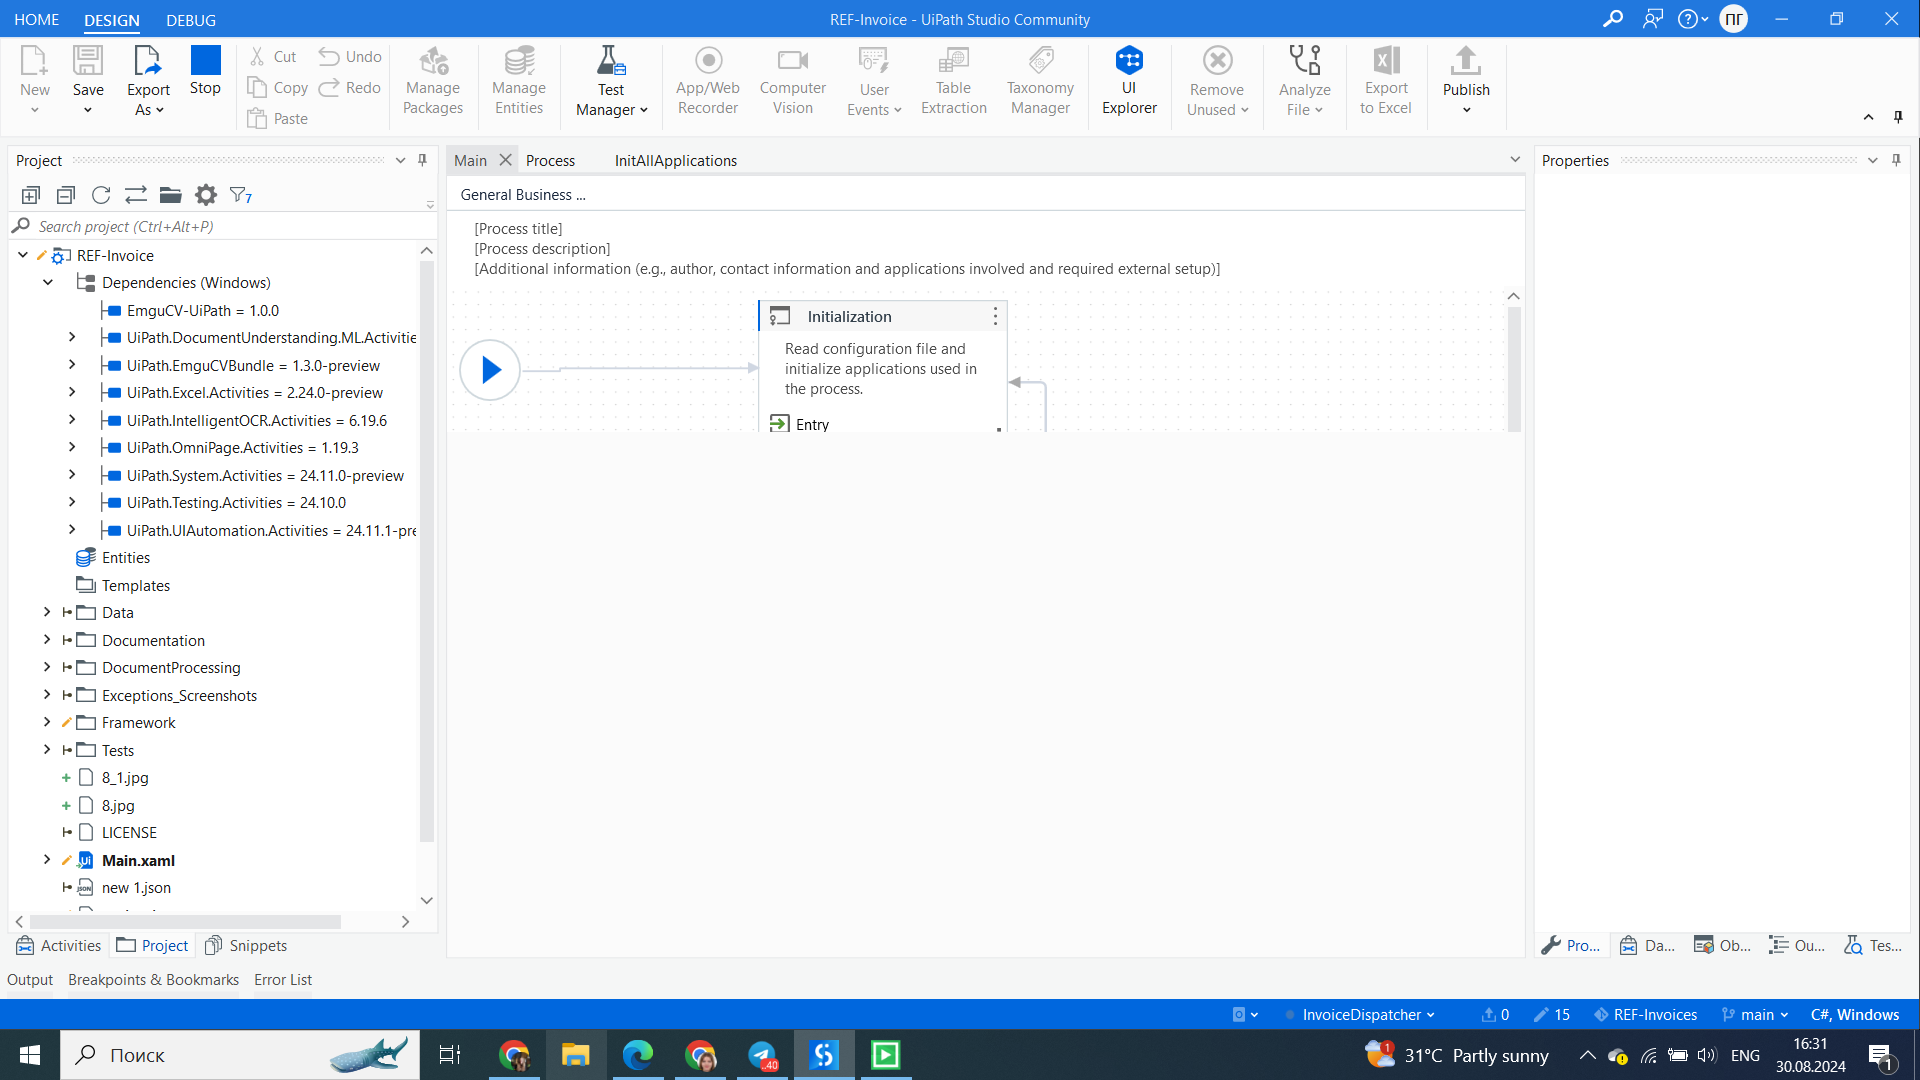 HOME DESIGN DEBUG
REF-Invoice - UiPath Studio Community
ПГ
New
Save
Export As
Stop
Cut
Copy
Paste
Undo
Redo
Manage Packages
Manage Entities
Test Manager
App/Web Recorder
Computer Vision
User Events
Table Extraction
Taxonomy Manager
UI Explorer
Remove Unused
Analyze File
Export to Excel
Publish
Project
7
Search project (Ctrl+Alt+P)
REF-Invoice
Dependencies (Windows)
EmguCV-UiPath = 1.0.0
UiPath.DocumentUnderstanding.ML.Activitie
UiPath.EmguCVBundle = 1.3.0-preview
UiPath.Excel.Activities = 2.24.0-preview
UiPath.IntelligentOCR.Activities = 6.19.6
UiPath.OmniPage.Activities = 1.19.3
UiPath.System.Activities = 24.11.0-preview
UiPath.Testing.Activities = 24.10.0
UiPath.UIAutomation.Activities = 24.11.1-pre
Entities
Templates
Data
Documentation
DocumentProcessing
Exceptions_Screenshots
Framework
Tests
8_1.jpg
8.jpg
LICENSE
Main.xaml
new 1.json
Activities Project Snippets
Main Process InitAllApplications
General Business ...
[Process title]
[Process description]
[Additional information (e.g., author, contact information and applications involved and required external setup)]
Initialization
Read configuration file and
initialize applications used in
the process.
Entry
Properties
Pro... Da... Ob... Ou... Tes...
Output Breakpoints & Bookmarks Error List
InvoiceDispatcher 0 15 REF-Invoices main C#, Windows
Поиск
40
1
31°C Partly sunny
ENG
16:31
30.08.2024
1